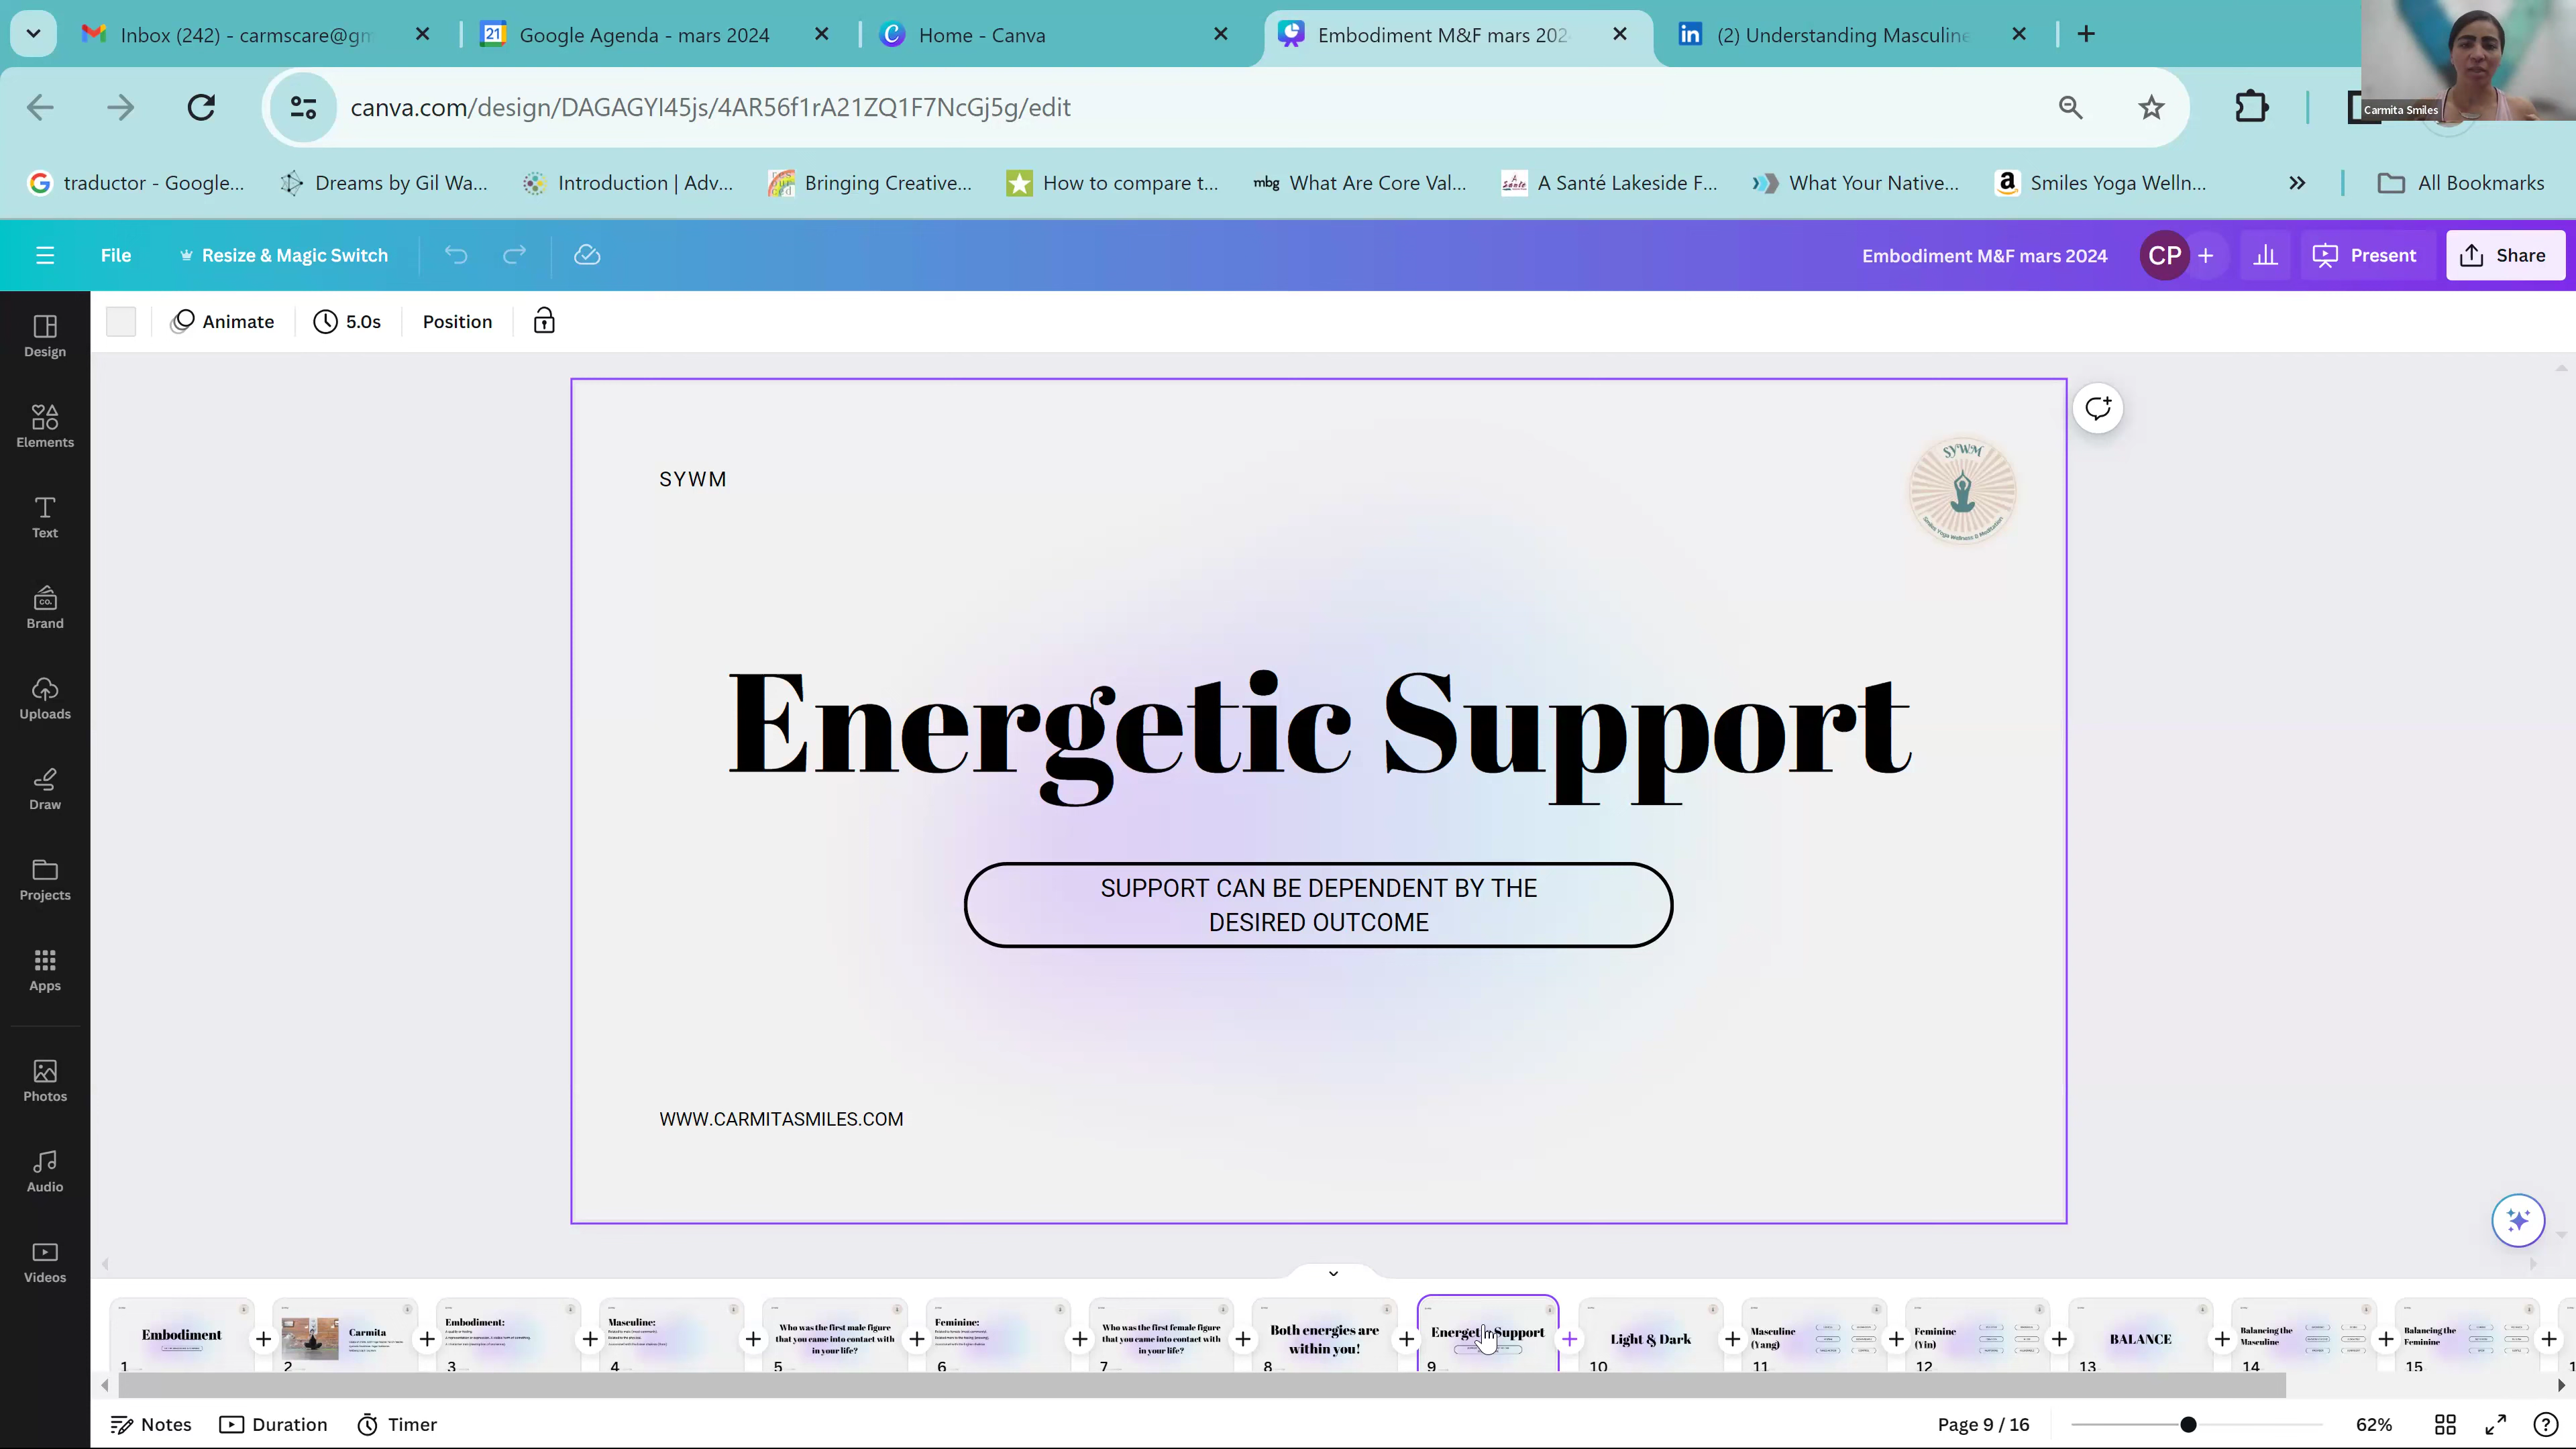 Inbox (242) - carmscare@gm
Google Agenda - mars 2024
Home - Canva
Embodiment M&F mars 202
(2) Understanding Masculine
Carmita Smiles
canva.com/design/DAGAGYI45js/4AR56f1rA21ZQ1F7NcGj5g/edit
traductor - Google...
Dreams by Gil Wa...
Introduction | Adv...
Bringing Creative...
How to compare t...
mbg What Are Core Val...
A Santé Lakeside F...
What Your Native...
Smiles Yoga Welln...
All Bookmarks
File
Resize & Magic Switch
Embodiment M&F mars 2024
CP
Present
Share
Animate
5.0s
Position
Design
Elements
Text
CO.
Brand
Uploads
Draw
Projects
Apps
Photos
Audio
Videos
SYWM
SYWM
Smiles Yoga Wellness & Meditation
Energetic Support
SUPPORT CAN BE DEPENDENT BY THE
DESIRED OUTCOME
WWW.CARMITASMILES.COM
Embodiment
1
Carmita
2
Embodiment:
3
Masculine:
4
Who was the first male figure
that you came into contact with
in your life?
5
Feminine:
6
Who was the first female figure
that you came into contact with
in your life?
7
Both energies are
within you!
8
Energetic Support
9
Light & Dark
10
Masculine
(Yang)
11
Feminine
(Yin)
12
BALANCE
13
Balancing the
Masculine
14
Balancing the
Feminine
15
Notes
Duration
Timer
Page 9 / 16
62%